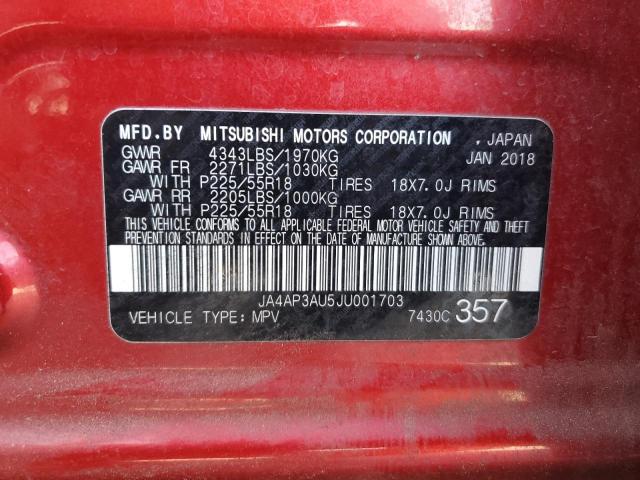 MFD.BY MITSUBISHI MOTORS CORPORATION , JAPAN
GVWR 4343LBS/1970KG JAN 2018
GAWR FR 2271LBS/1030KG
WITH P225/55R18 TIRES 18X7.0J RIMS
GAWR RR 2205LBS/1000KG
WITH P225/55R18 TIRES 18X7.0J RIMS
THIS VEHICLE CONFORMS TO ALL APPLICABLE FEDERAL MOTOR VEHICLE SAFETY AND THEFT
PREVENTION STANDARDS IN EFFECT ON THE DATE OF MANUFACTURE SHOWN ABOVE.
JA4AP3AU5JU001703
VEHICLE TYPE: MPV 7430C 357